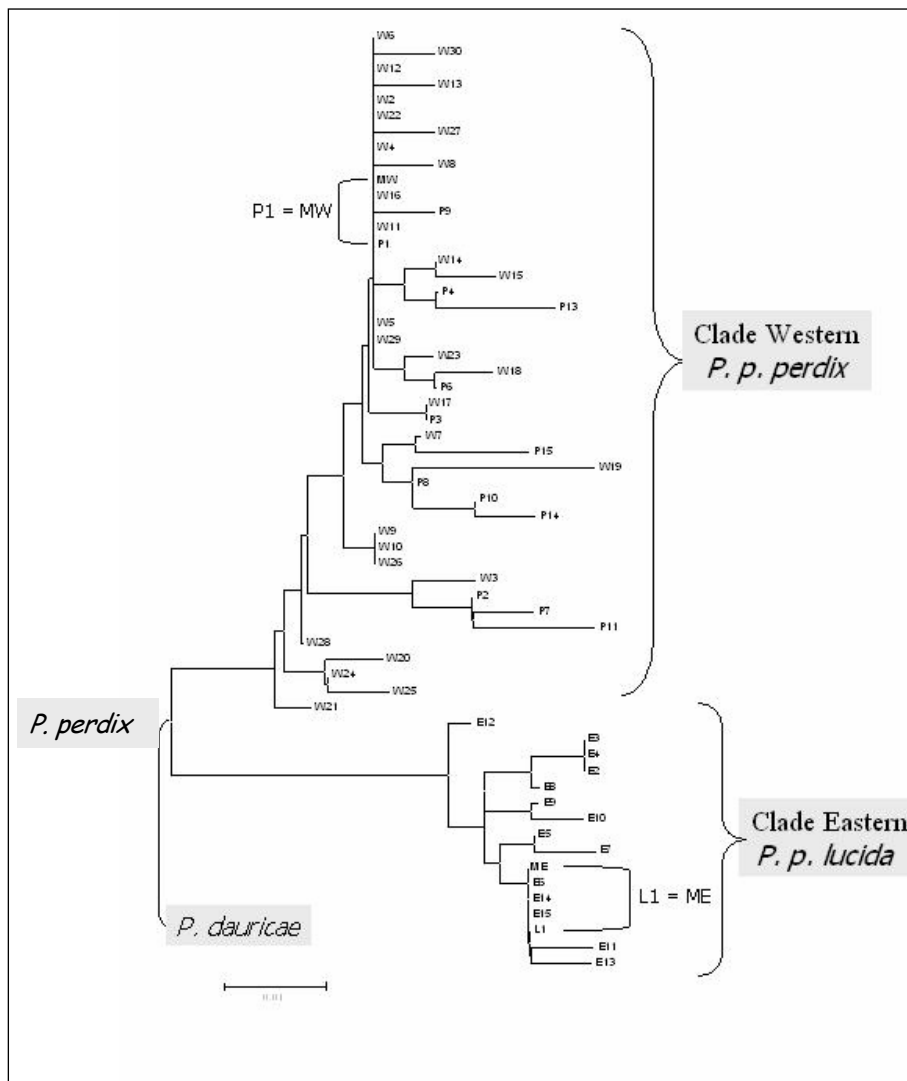 W6
W30
W12
W13
W2
W22
W27
W4
W8
MW
W16
P1 = MW
P9
W11
P1
W14
W15
P4
P13
W5
W29
Clade Western
P. p. perdix
W23
W18
P6
W17
P3
W7
P15
W19
P8
P10
P14
W9
W10
W26
W3
P2
P7
P11
W28
W20
W24
W25
W21
P. perdix
E12
E3
E4
E2
E8
E9
E10
Clade Eastern
P. p. lucida
E5
E7
ME
E6
E14
L1 = ME
E15
L1
P. dauricae
E11
E13
0.01